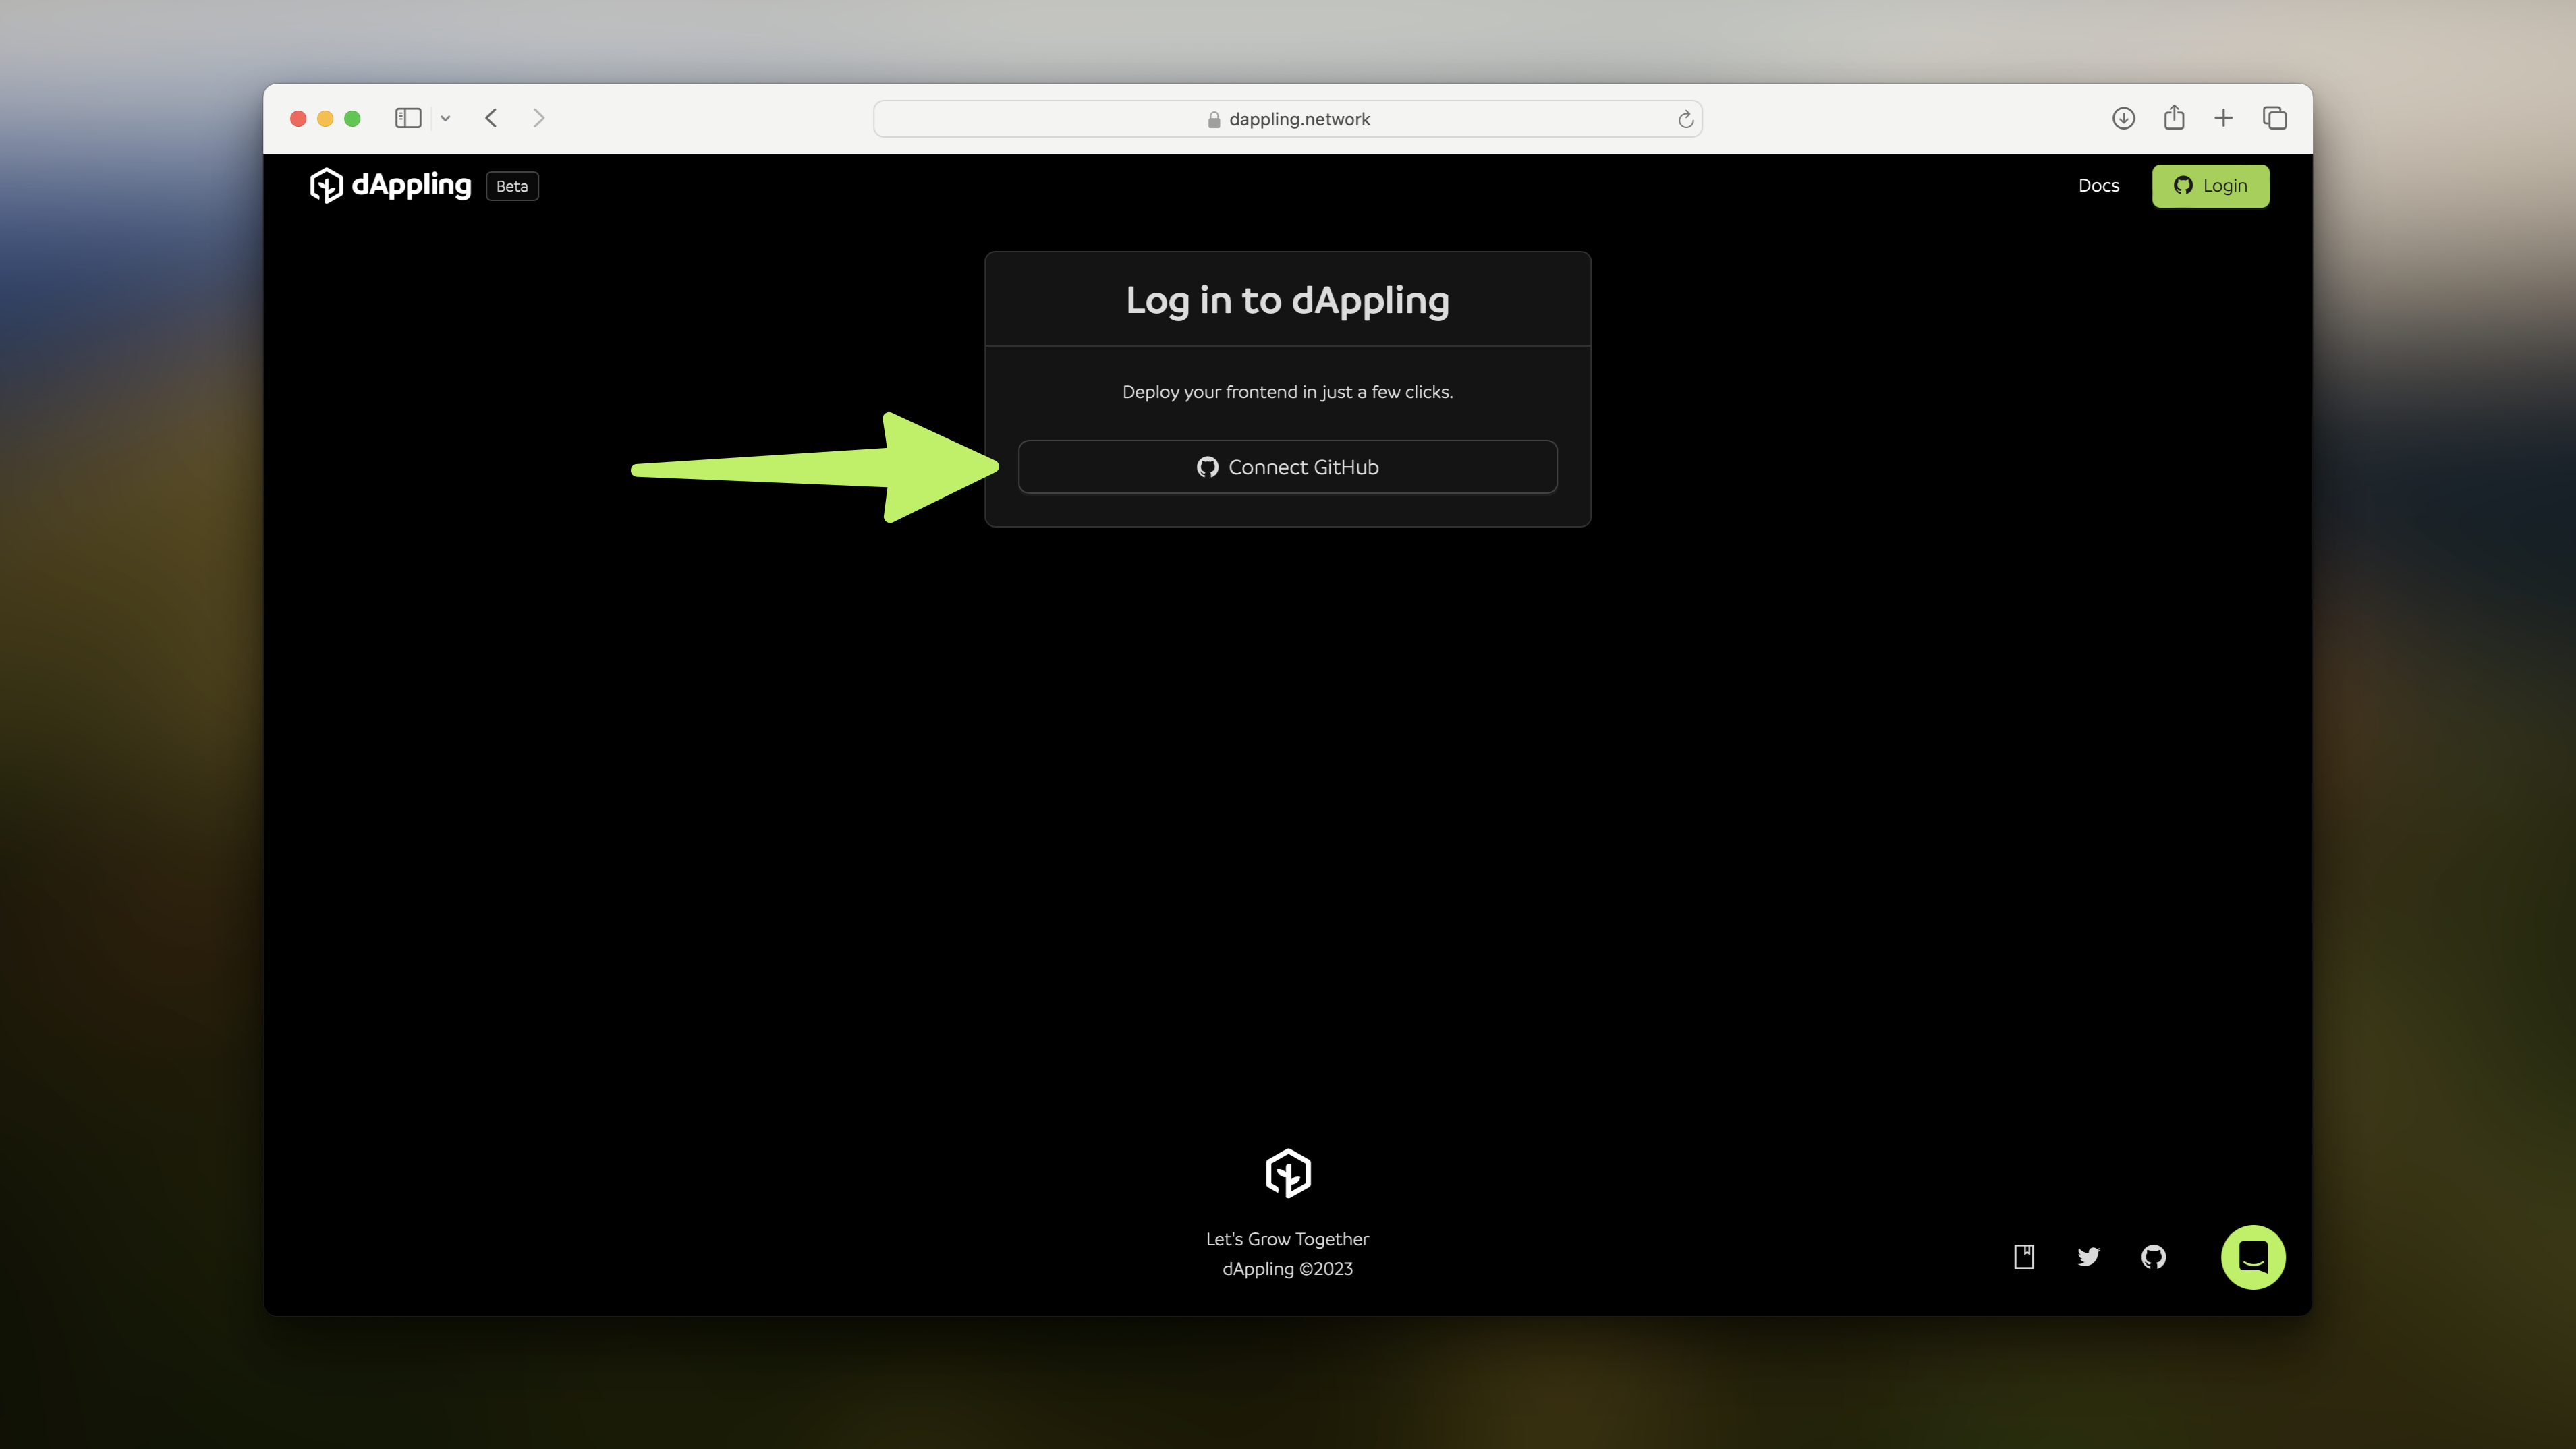 dappling.network
dAppling Beta
Docs
Login
Log in to dAppling
Deploy your frontend in just a few clicks.
Connect GitHub
Let's Grow Together
dAppling ©2023